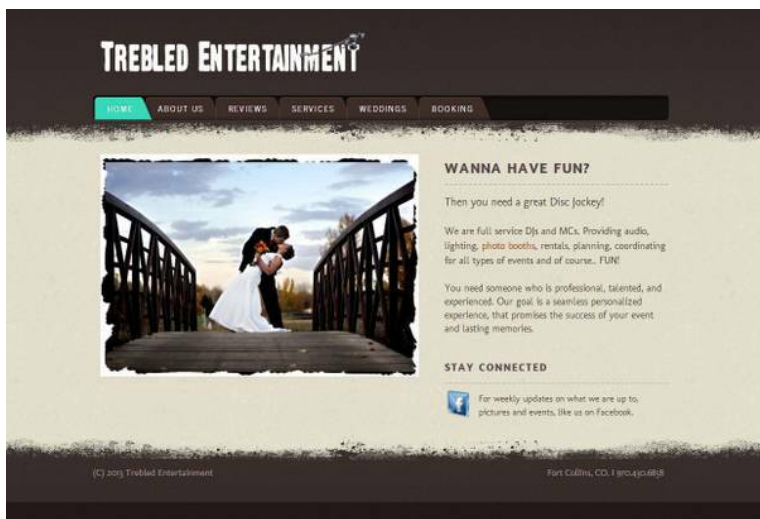 TREBLED ENTERTAINMENT
HOME ABOUT US REVIEWS SERVICES WEDDINGS BOOKING
WANNA HAVE FUN?
Then you need a great Disc Jockey!
We are full service DJs and MCs. Providing audio,
lighting, photo booths, rentals, planning, coordinating
for all types of events and of course.. FUN!
You need someone who is professional, talented, and
experienced. Our goal is a seamless personalized
experience, that promises the success of your event
and lasting memories.
STAY CONNECTED
For weekly updates on what we are up to,
pictures and events, like us on Facebook.
(C) 2013 Trebled Entertainment
Fort Collins, CO. | 970.430.6858